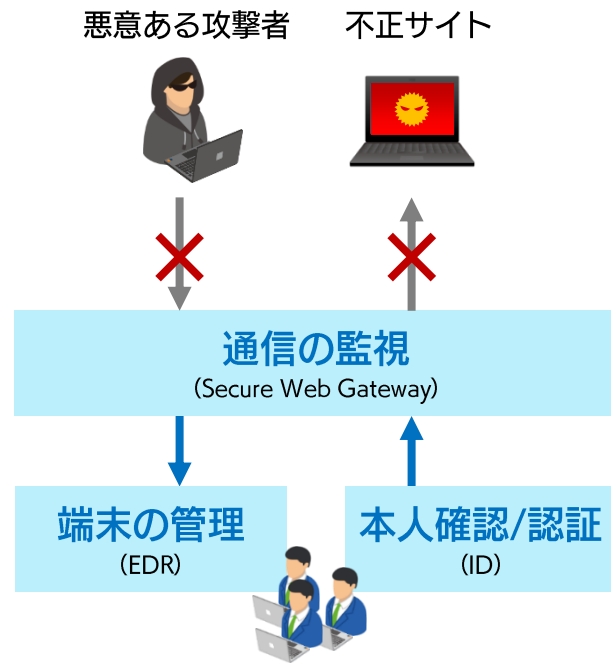 悪意ある攻撃者
不正サイト
通信の監視
（Secure Web Gateway）
端末の管理
（EDR）
本人確認/認証
（ID）